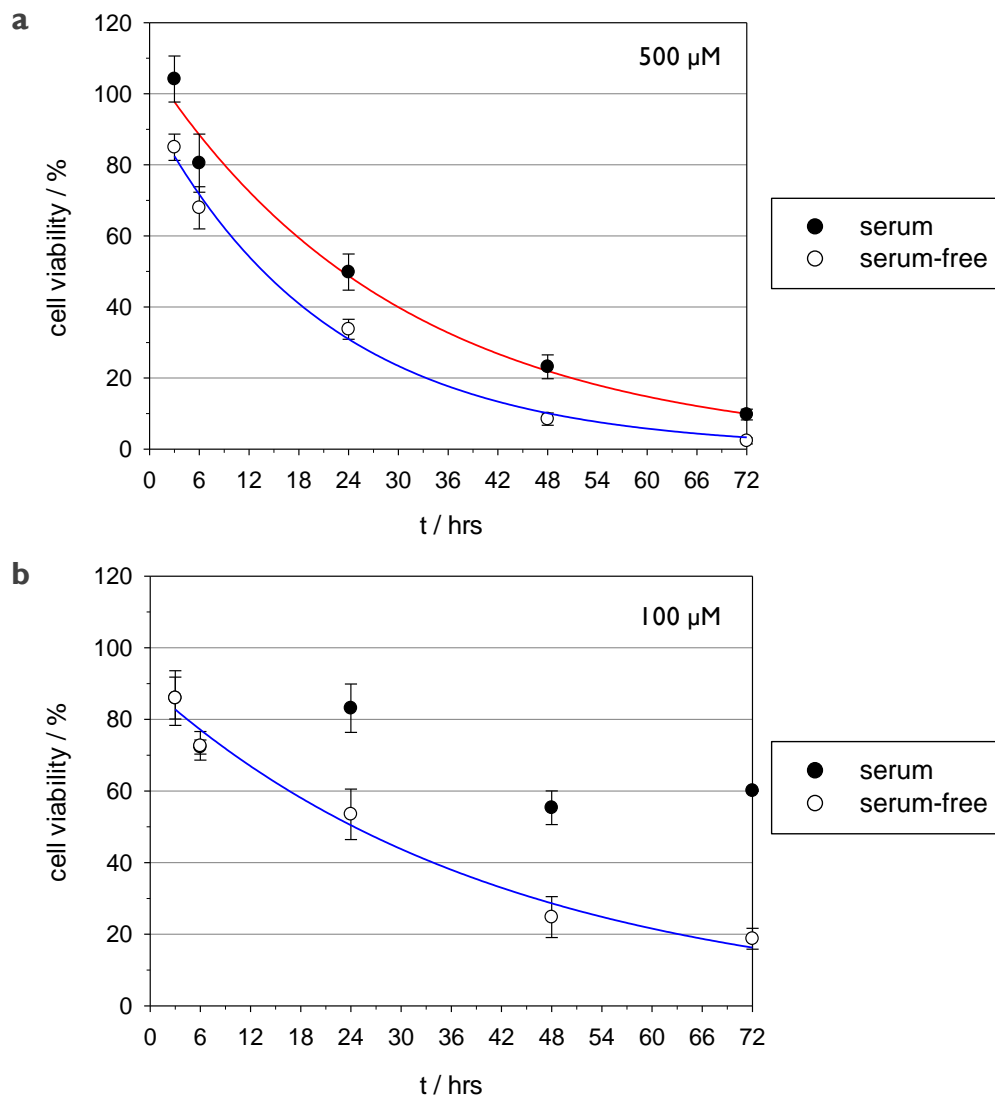 a
120
100
80
60
40
20
0
cell viability / %
500 µM
0 6 12 18 24 30 36 42 48 54 60 66 72
t / hrs
serum
serum-free
b
120
100
80
60
40
20
0
cell viability / %
100 µM
0 6 12 18 24 30 36 42 48 54 60 66 72
t / hrs
serum
serum-free